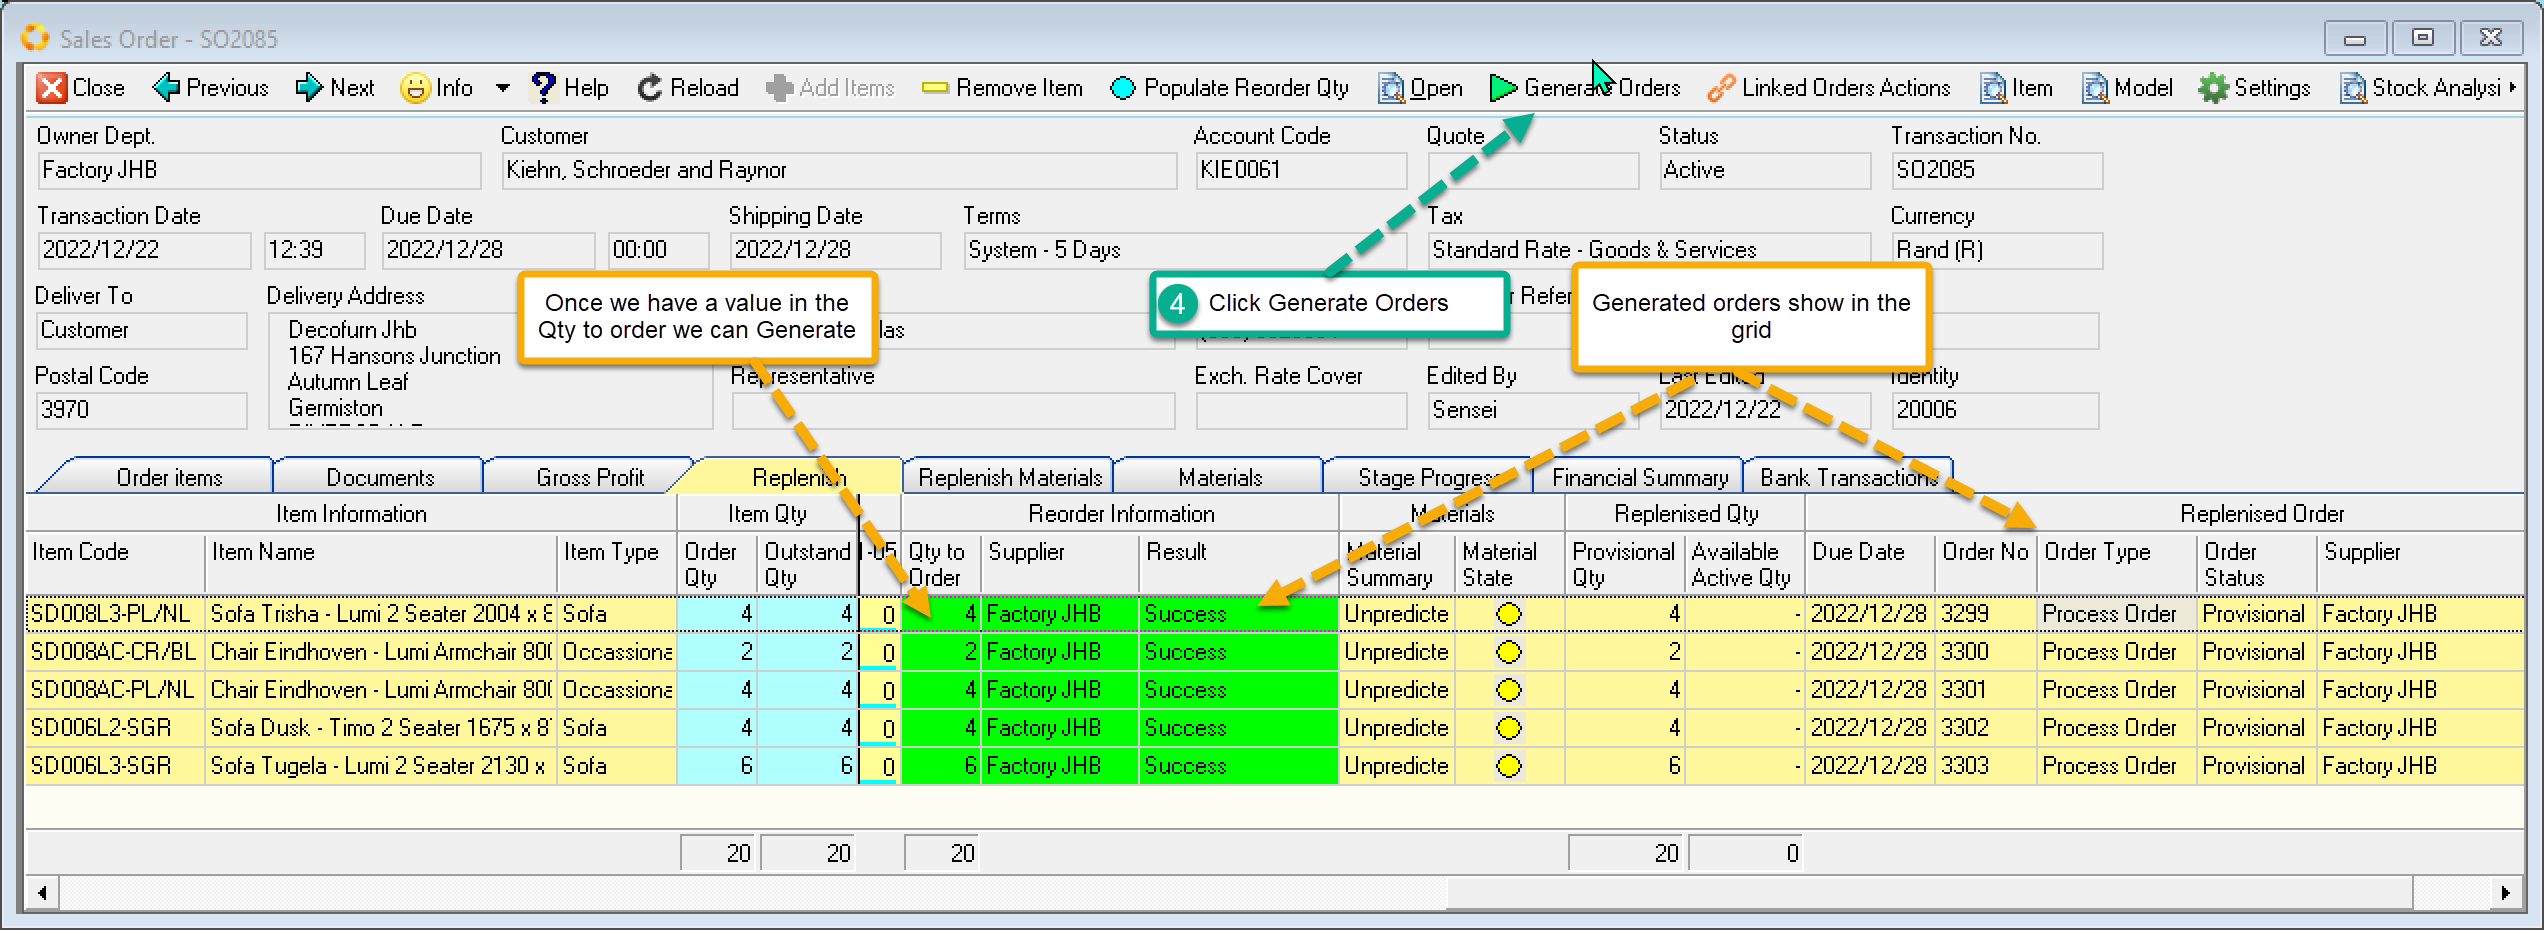 Sales Order - SO2085
Close Previous Next Info Help Reload Add Items Remove Item Populate Reorder Qty Open Generate Orders Linked Orders Actions Item Model Settings Stock Analysi
Owner Dept. Customer Account Code Quote Status Transaction No.
Factory JHB Kiehn, Schroeder and Raynor KIE0061 Active SO2085
Transaction Date Due Date Shipping Date Terms Tax Currency
2022/12/22 12:39 2022/12/28 00:00 2022/12/28 System - 5 Days Standard Rate - Goods & Services Rand (R)
Deliver To Delivery Address
Customer
Decofurn Jhb
167 Hansons Junction
Autumn Leaf
Germiston
Once we have a value in the
Qty to order we can Generate
4 Click Generate Orders
Generated orders show in the
grid
Postal Code Representative Exch. Rate Cover Edited By Last Edited Identity
3970 Sensei 2022/12/22 20006
Order items Documents Gross Profit Replenish Replenish Materials Materials Stage Progress Financial Summary Bank Transactions
Item Information Item Qty Reorder Information Materials Replenised Qty Replenised Order
Item Code Item Name Item Type Order Outstand Qty to Supplier Result Material Material Provisional Available Due Date Order No Order Type Order Supplier
Qty Qty Order Summary State Qty Active Qty Status
SD008L3-PL/NL Sofa Trisha - Lumi 2 Seater 2004 x 8 Sofa 4 4 0 4 Factory JHB Success Unpredicte 4 - 2022/12/28 3299 Process Order Provisional Factory JHB
SD008AC-CR/BL Chair Eindhoven - Lumi Armchair 800 Occassiona 2 2 0 2 Factory JHB Success Unpredicte 2 - 2022/12/28 3300 Process Order Provisional Factory JHB
SD008AC-PL/NL Chair Eindhoven - Lumi Armchair 800 Occassiona 4 4 0 4 Factory JHB Success Unpredicte 4 - 2022/12/28 3301 Process Order Provisional Factory JHB
SD006L2-SGR Sofa Dusk - Timo 2 Seater 1675 x 8 Sofa 4 4 0 4 Factory JHB Success Unpredicte 4 - 2022/12/28 3302 Process Order Provisional Factory JHB
SD006L3-SGR Sofa Tugela - Lumi 2 Seater 2130 x Sofa 6 6 0 6 Factory JHB Success Unpredicte 6 - 2022/12/28 3303 Process Order Provisional Factory JHB
20 20 20 20 0